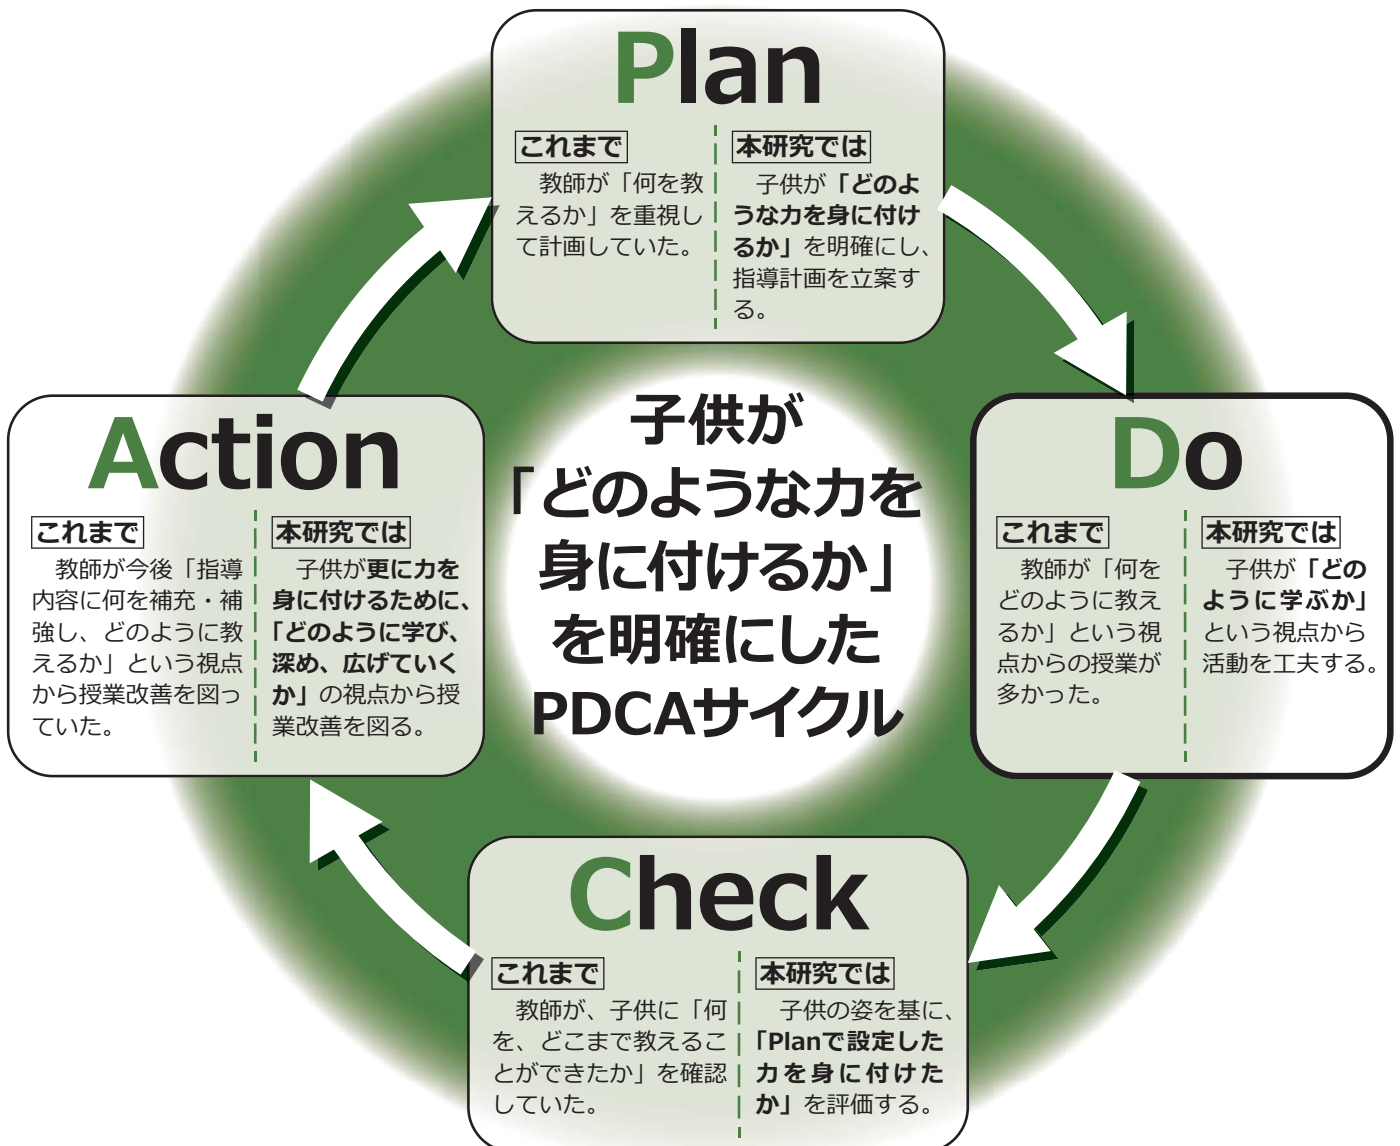 Plan
これまで
教師が「何を教
えるか」を重視し
て計画していた。
本研究では
子供が「どのよ
うな力を身に付け
るか」を明確にし、
指導計画を立案す
る。
Do
これまで
教師が「何を
どのように教え
るか」という視
点からの授業が
多かった。
本研究では
子供が「どの
ように学ぶか」
という視点から
活動を工夫する。
Check
これまで
教師が、子供に「何
を、どこまで教えるこ
とができたか」を確認
していた。
本研究では
子供の姿を基に、
「Planで設定した
力を身に付けた
か」を評価する。
Action
これまで
教師が今後「指導
内容に何を補充・補
強し、どのように教
えるか」という視点
から授業改善を図っ
ていた。
本研究では
子供が更に力を
身に付けるために、
「どのように学び、
深め、広げていく
か」の視点から授
業改善を図る。
子供が
「どのような力を
身に付けるか」
を明確にした
PDCAサイクル